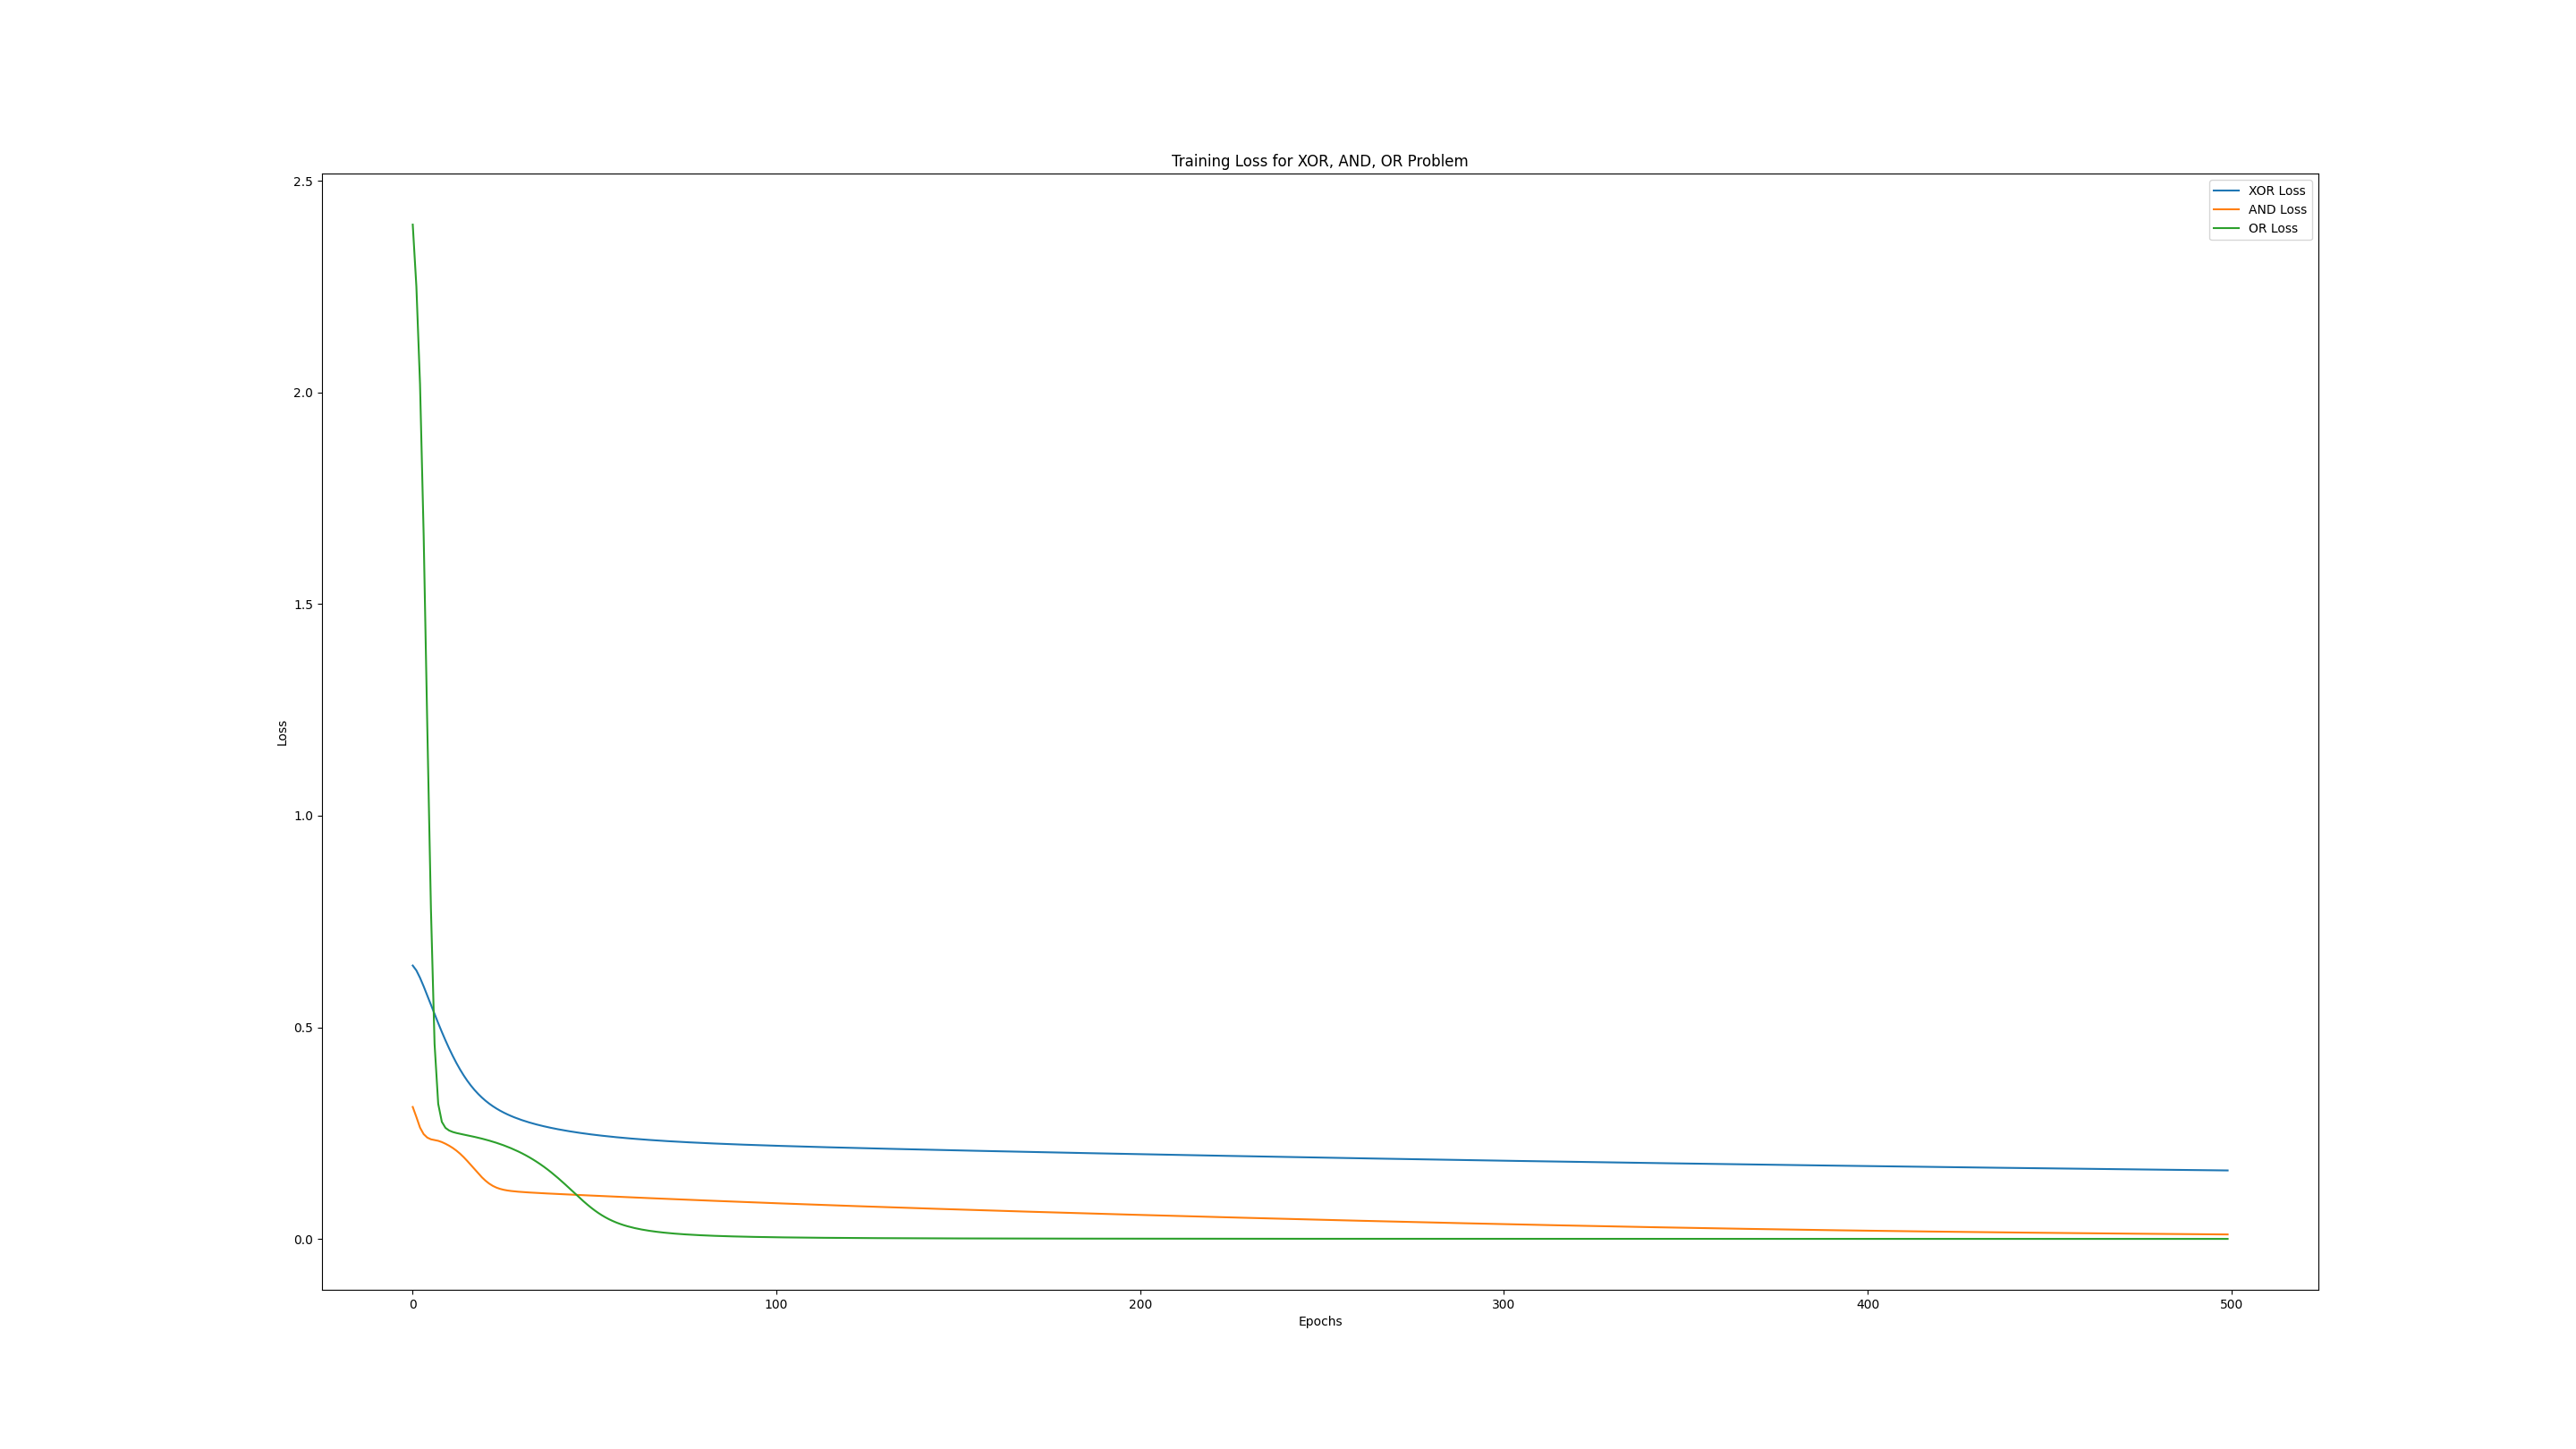 Training Loss for XOR, AND, OR Problem
XOR Loss
AND Loss
OR Loss
2.5
2.0
1.5
1.0
0.5
0.0
Loss
0 100 200 300 400 500
Epochs